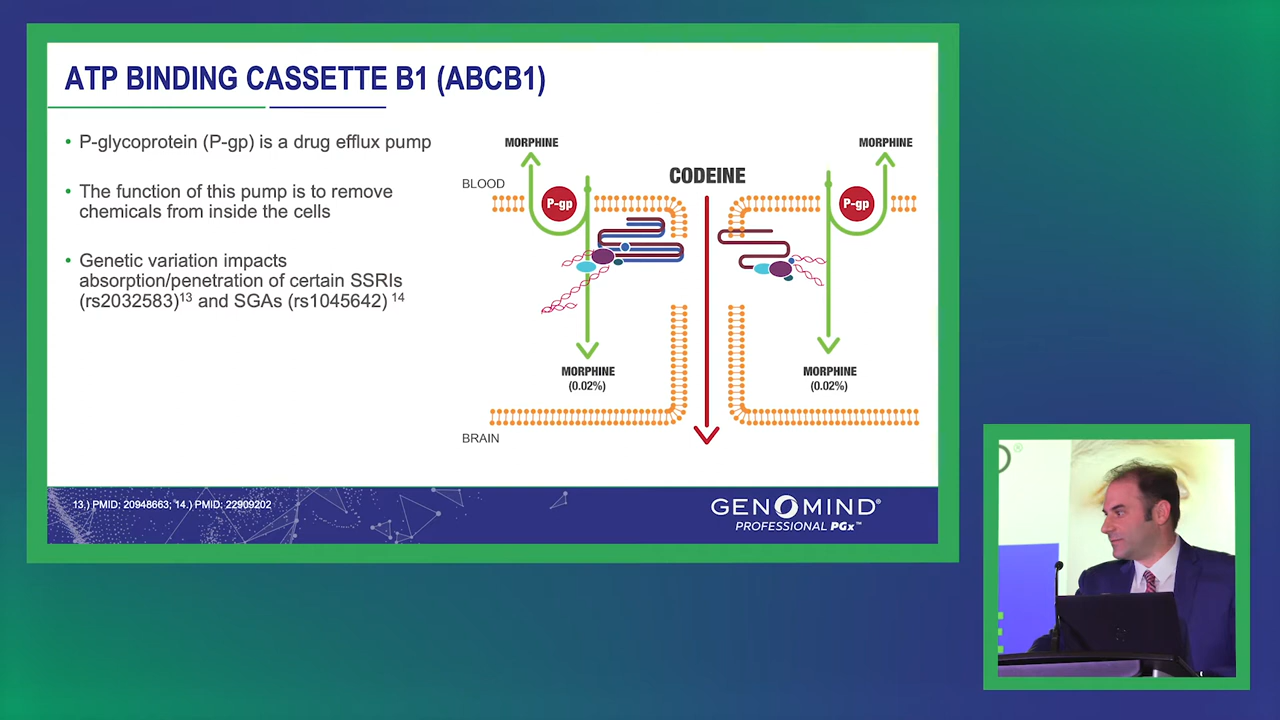 ATP BINDING CASSETTE B1 (ABCB1)
• P-glycoprotein (P-gp) is a drug efflux pump
• The function of this pump is to remove
chemicals from inside the cells
• Genetic variation impacts
absorption/penetration of certain SSRIs
(rs2032583)13 and SGAs (rs1045642) 14
MORPHINE
MORPHINE
BLOOD
CODEINE
P-gp
P-gp
MORPHINE
(0.02%)
MORPHINE
(0.02%)
BRAIN
13.) PMID: 20948663; 14.) PMID: 22909202
GENOMIND®
PROFESSIONAL PGx™